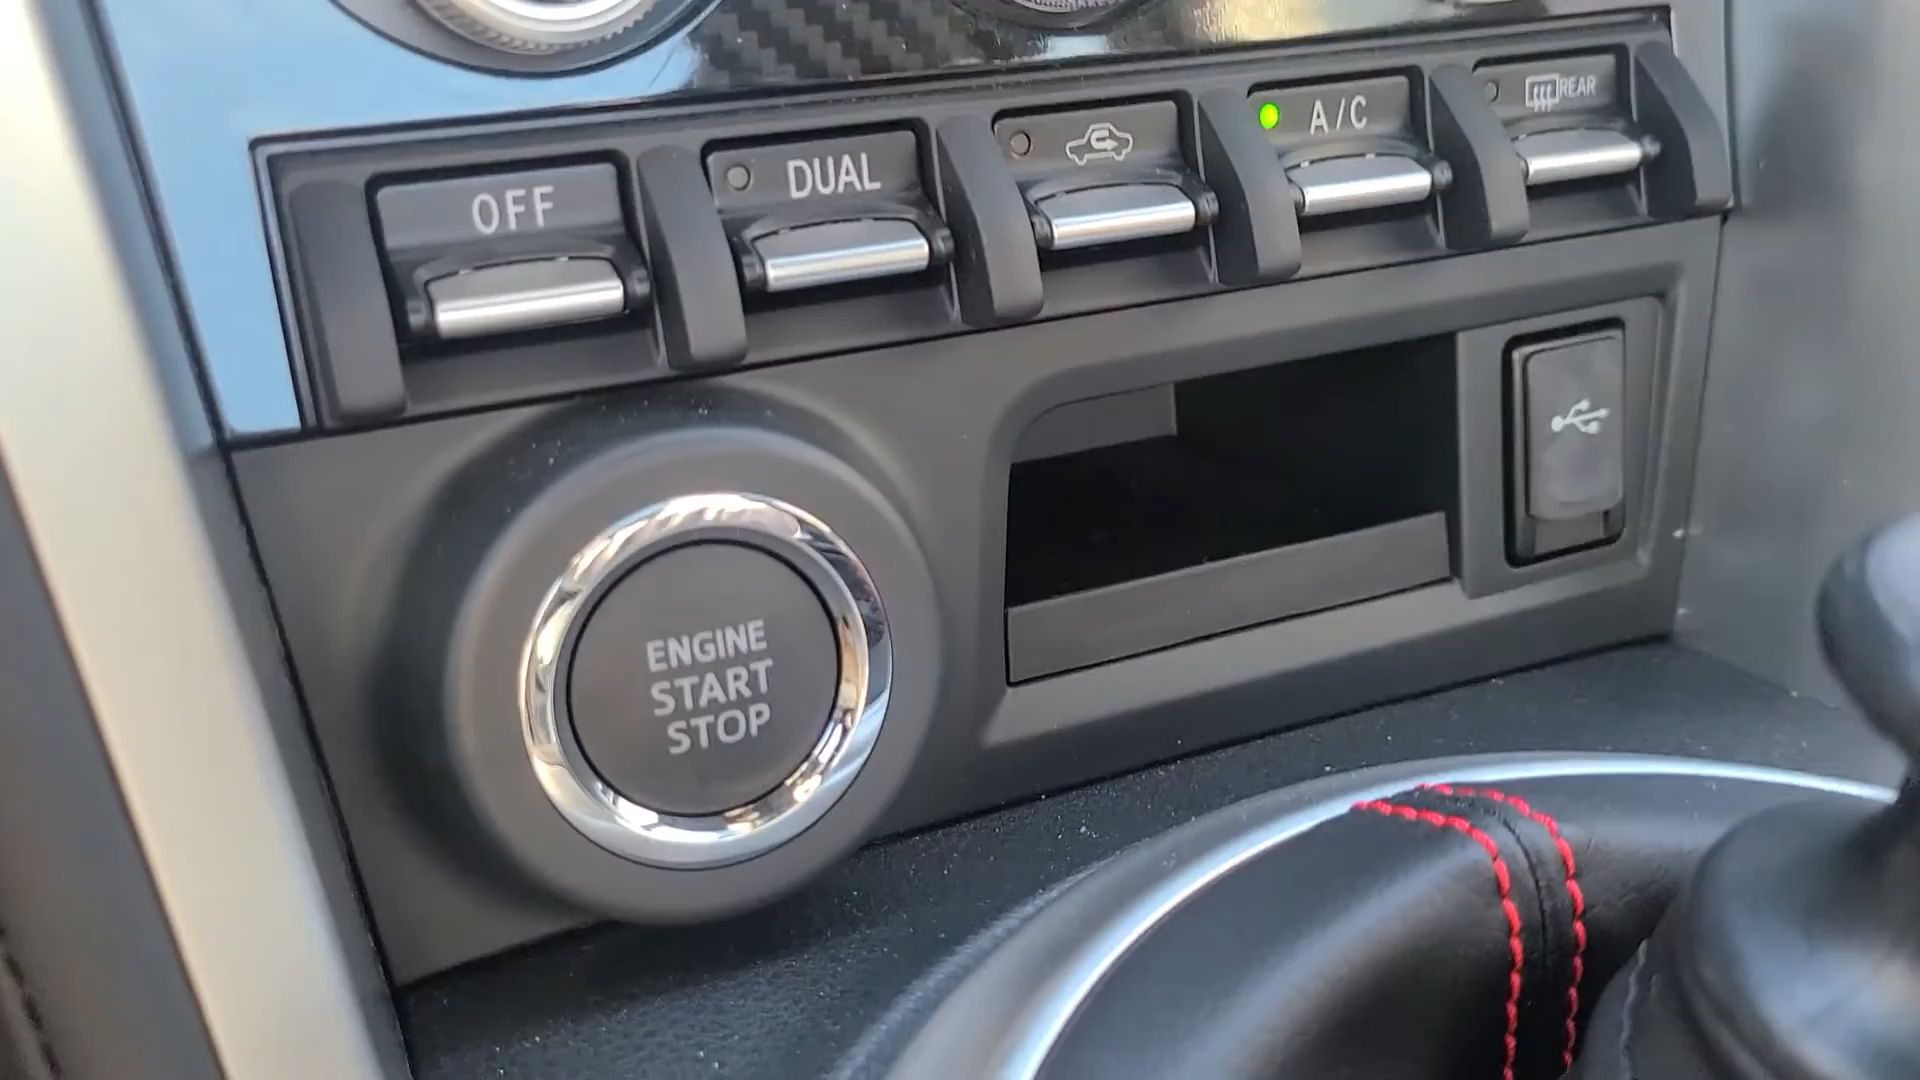 OFF
DUAL
A/C
REAR
ENGINE
START
STOP